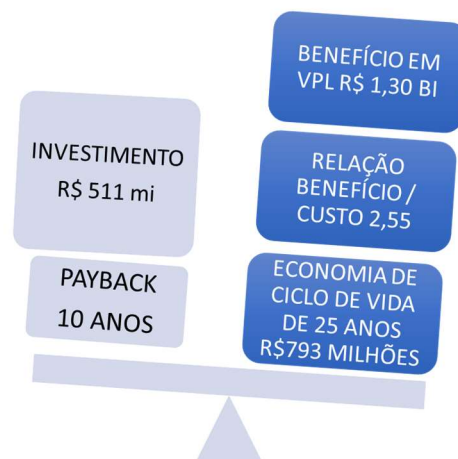 INVESTIMENTO
R$ 511 mi
PAYBACK
10 ANOS
BENEFÍCIO EM
VPL R$ 1,30 BI
RELAÇÃO
BENEFÍCIO /
CUSTO 2,55
ECONOMIA DE
CICLO DE VIDA
DE 25 ANOS
R$793 MILHÕES